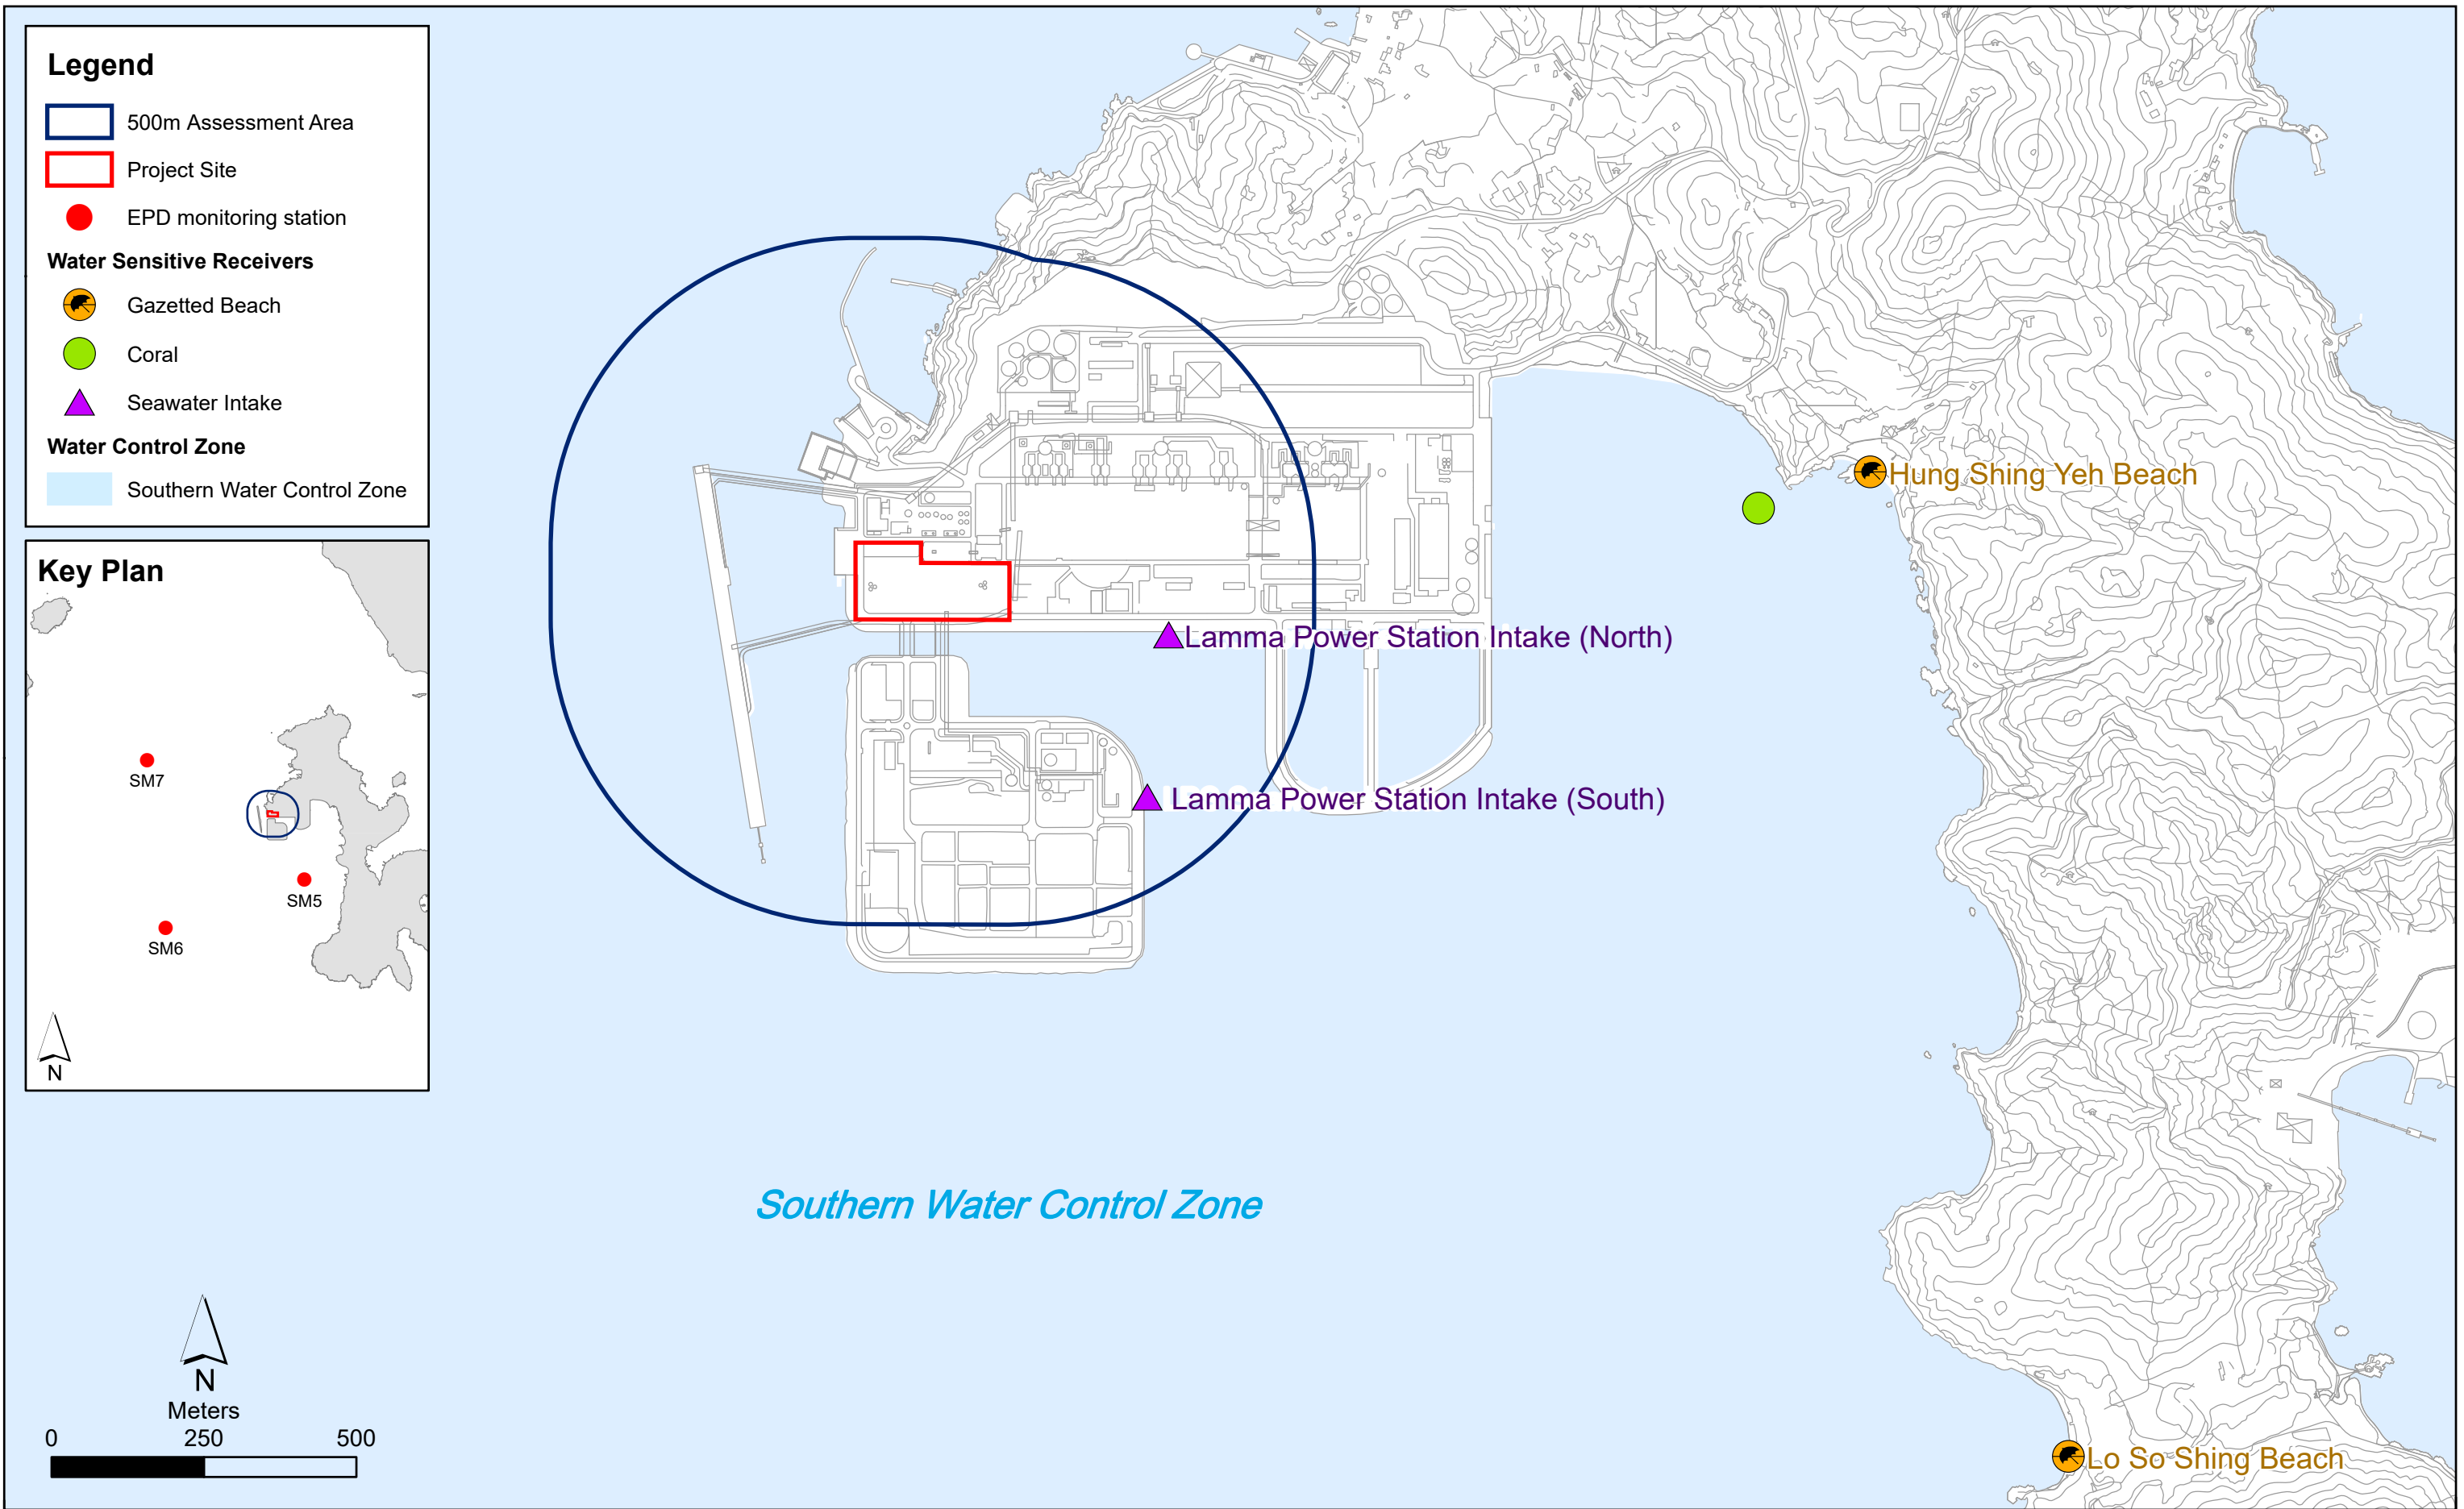 Legend
500m Assessment Area
Project Site
EPD monitoring station
Water Sensitive Receivers
Gazetted Beach
Coral
Seawater Intake
Water Control Zone
Southern Water Control Zone
Key Plan
SM7
SM5
SM6
N
Hung Shing Yeh Beach
Lamma Power Station Intake (North)
Lamma Power Station Intake (South)
Southern Water Control Zone
Lo So Shing Beach
N
Meters
0 250 500